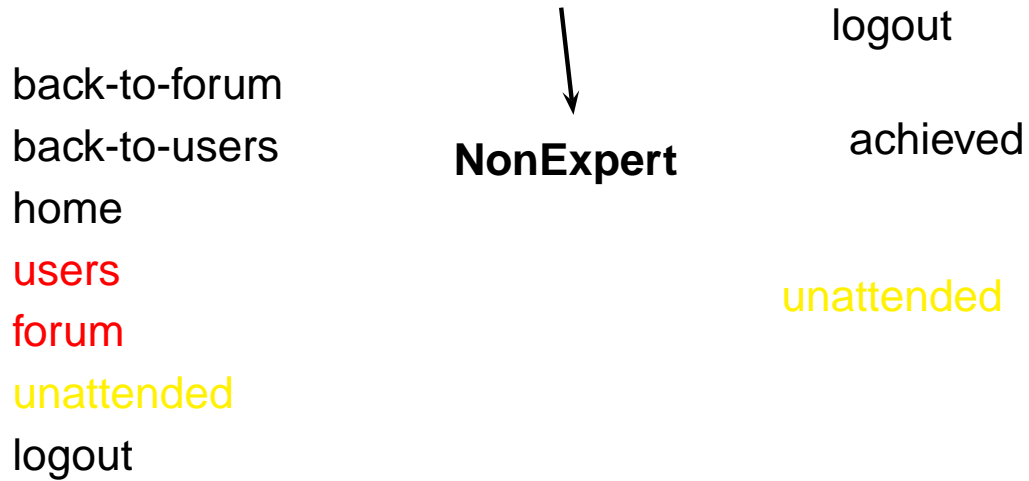 logout
back-to-forum
back-to-users
home
users
forum
unattended
logout
NonExpert
achieved
unattended